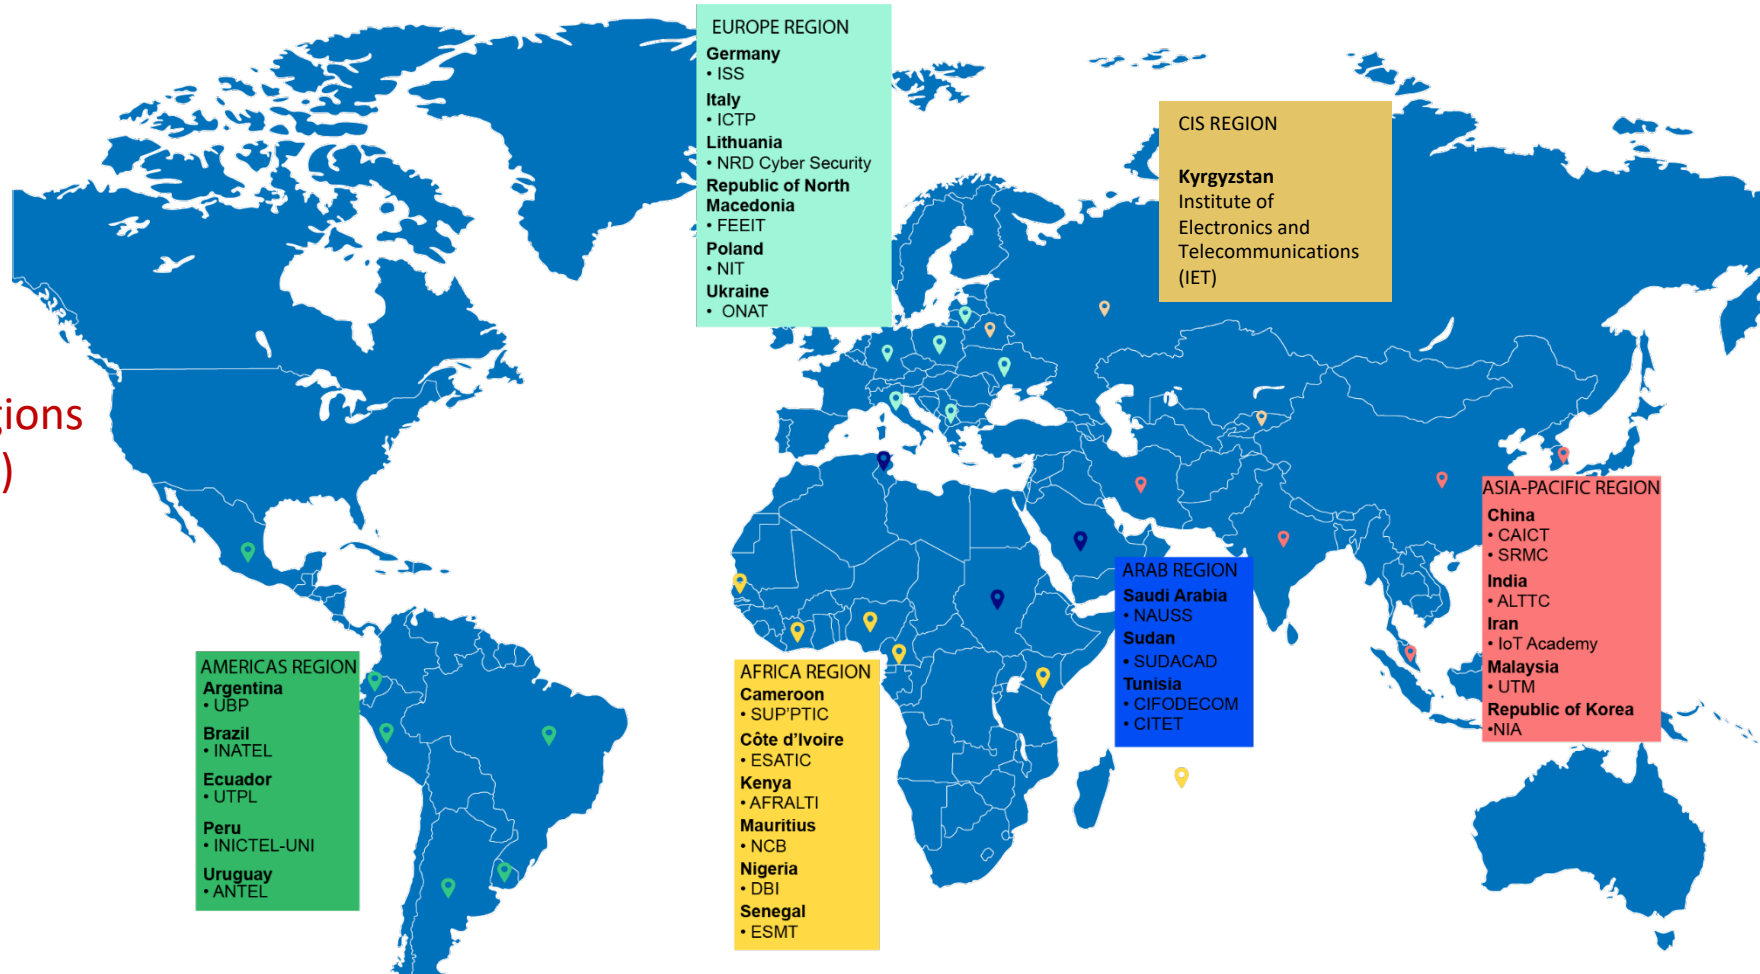 gions
)
EUROPE REGION
Germany
• ISS
Italy
• ICTP
Lithuania
• NRD Cyber Security
Republic of North
Macedonia
• FEEIT
Poland
• NIT
Ukraine
• ONAT
CIS REGION
Kyrgyzstan
Institute of
Electronics and
Telecommunications
(IET)
ASIA-PACIFIC REGION
China
• CAICT
• SRMC
India
• ALTTC
Iran
• IoT Academy
Malaysia
• UTM
Republic of Korea
•NIA
ARAB REGION
Saudi Arabia
• NAUSS
Sudan
• SUDACAD
Tunisia
• CIFODECOM
• CITET
AMERICAS REGION
Argentina
• UBP
Brazil
• INATEL
Ecuador
• UTPL
Peru
• INICTEL-UNI
Uruguay
• ANTEL
AFRICA REGION
Cameroon
• SUP'PTIC
Côte d'Ivoire
• ESATIC
Kenya
• AFRALTI
Mauritius
• NCB
Nigeria
• DBI
Senegal
• ESMT